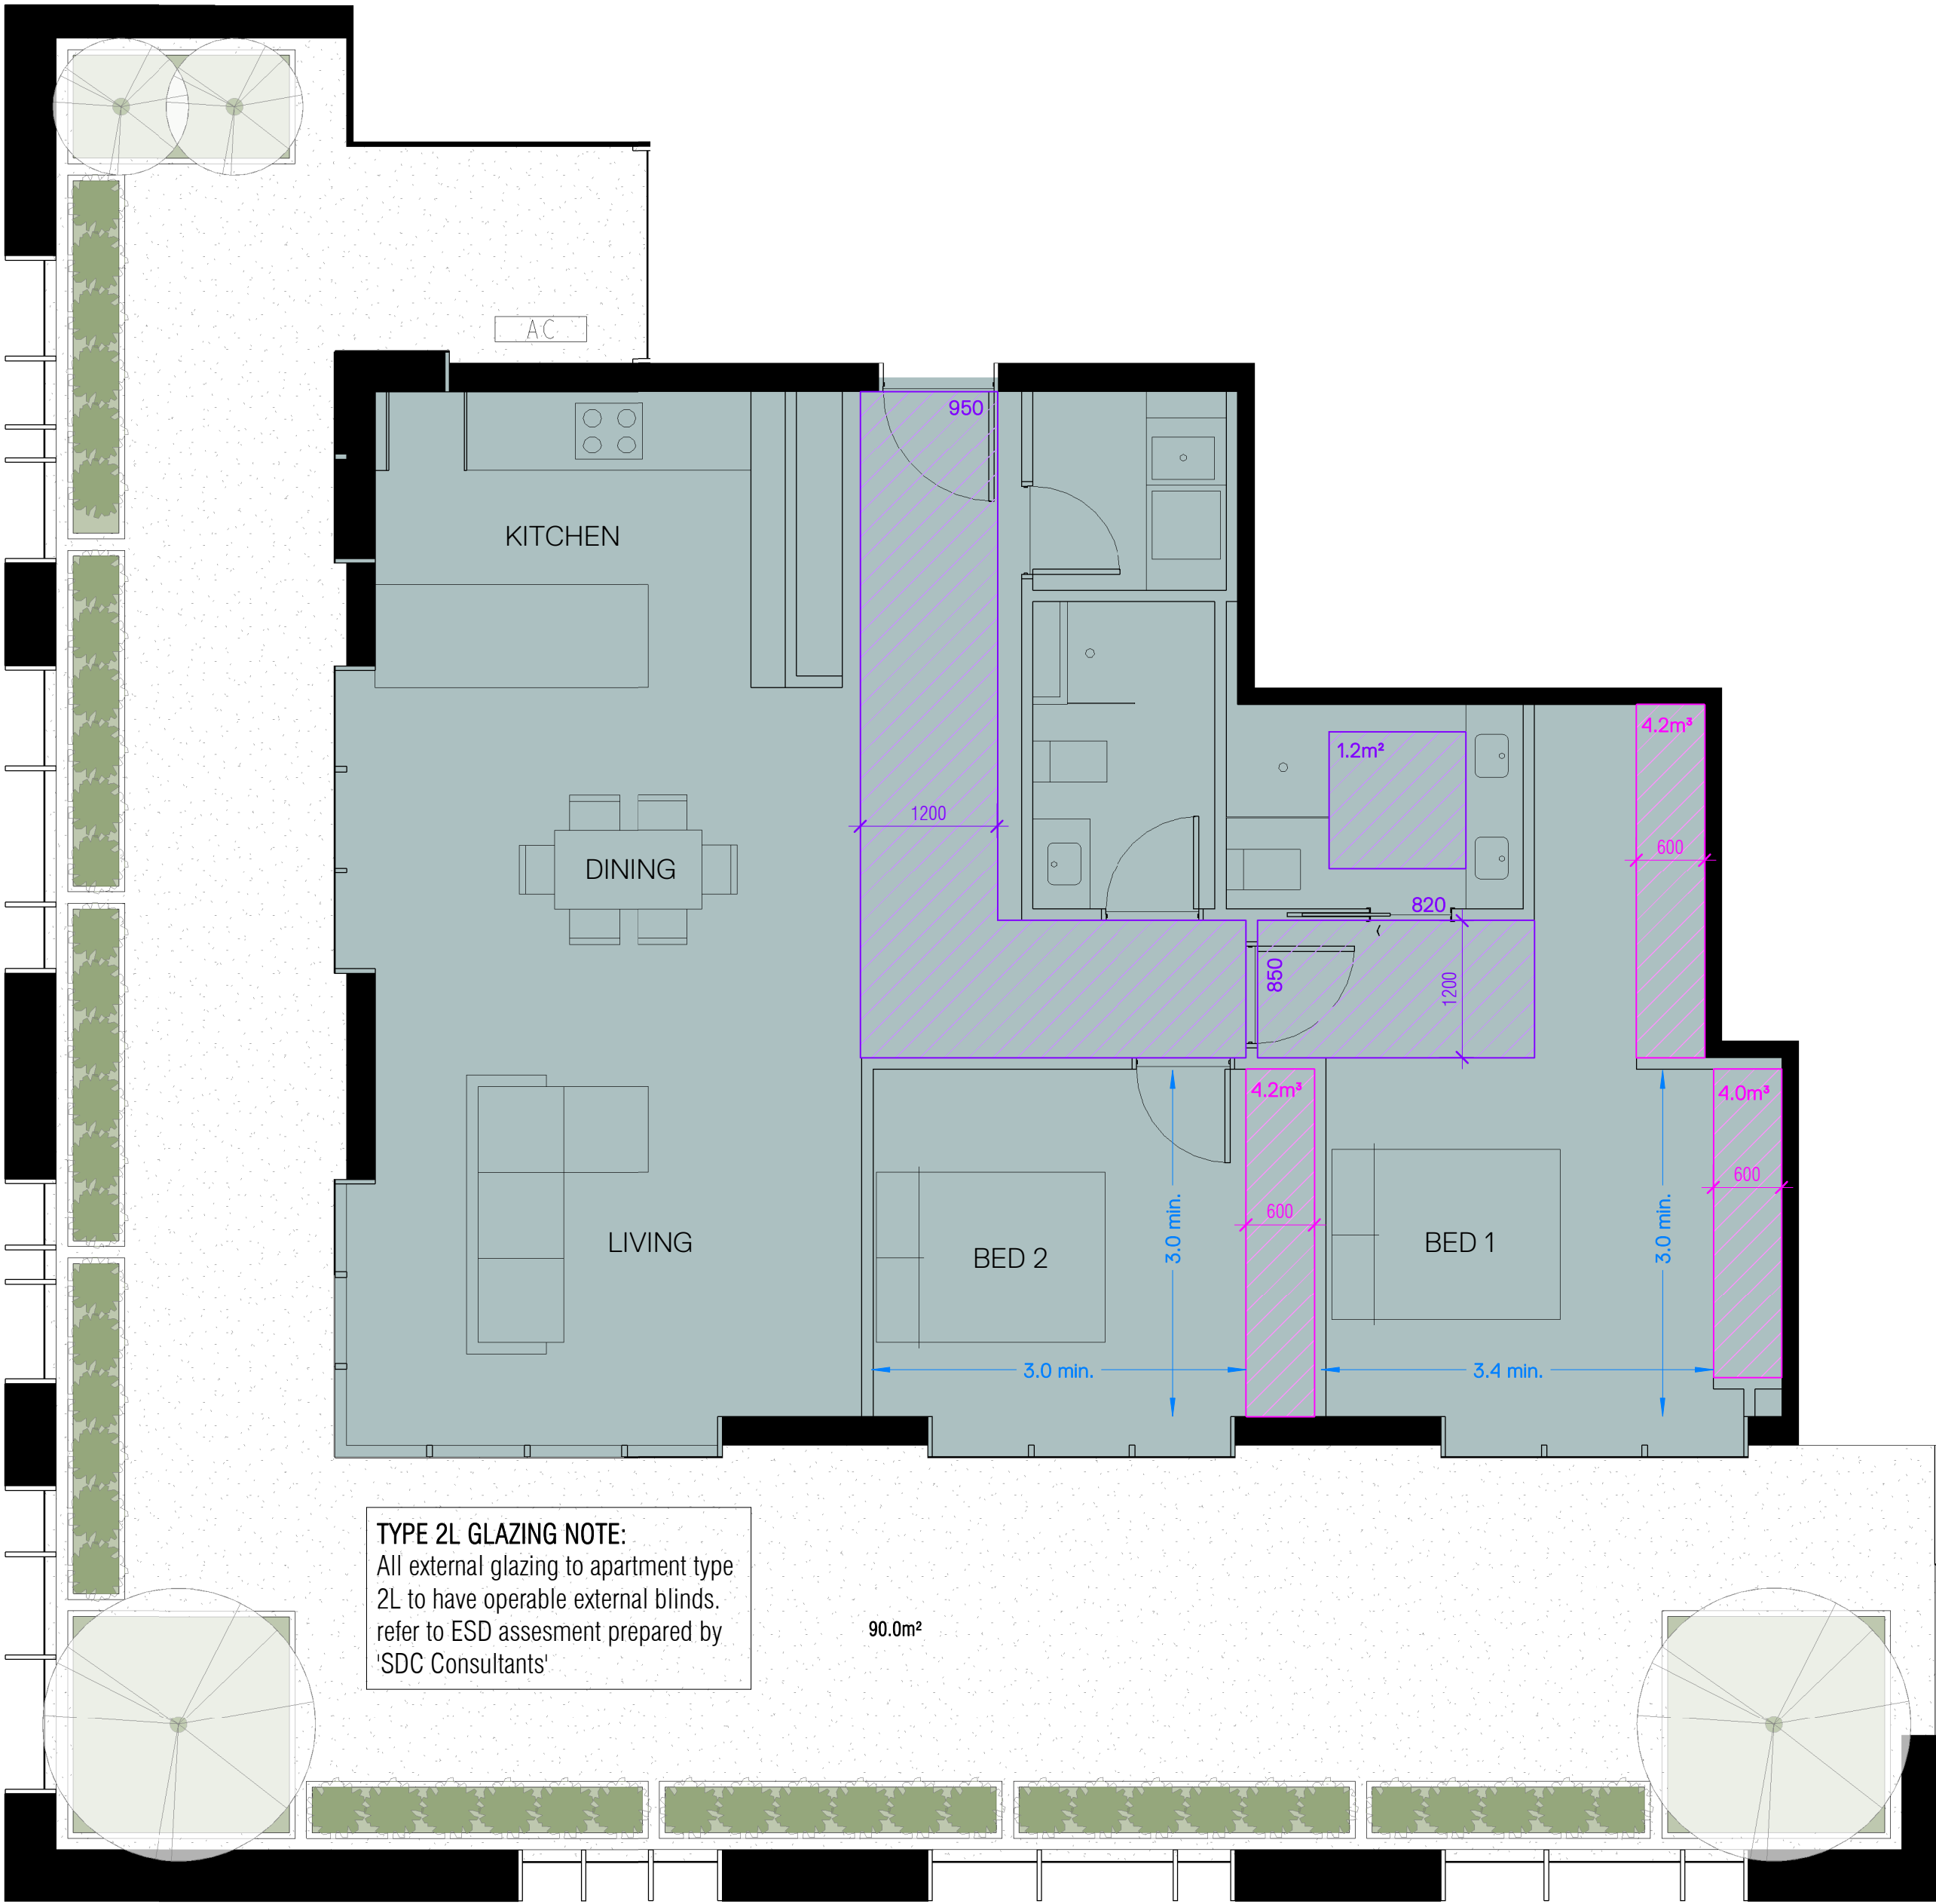 AC
950
KITCHEN
4.2m³
1.2m²
1200
600
DINING
820
850
1200
4.2m³
4.0m³
600
3.0 min.
600
3.0 min.
LIVING
BED 2
BED 1
3.0 min.
3.4 min.
TYPE 2L GLAZING NOTE:
All external glazing to apartment type
2L to have operable external blinds.
refer to ESD assesment prepared by
'SDC Consultants'
90.0m²